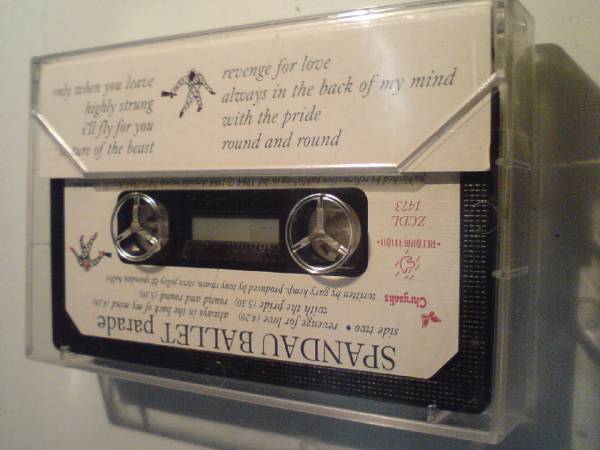 only when you leave
highly strung
i'll fly for you
nature of the beast
revenge for love
always in the back of my mind
with the pride
round and round
SPANDAU BALLET parade
side two • revenge for love (4.20) always in the back of my mind (4.26)
with the pride (5.30) round and round (5.30)
written by gary kemp. produced by tony swain, steve jolley & spandau ballet
Chrysalis
REFORMATION
ZCDL
1473